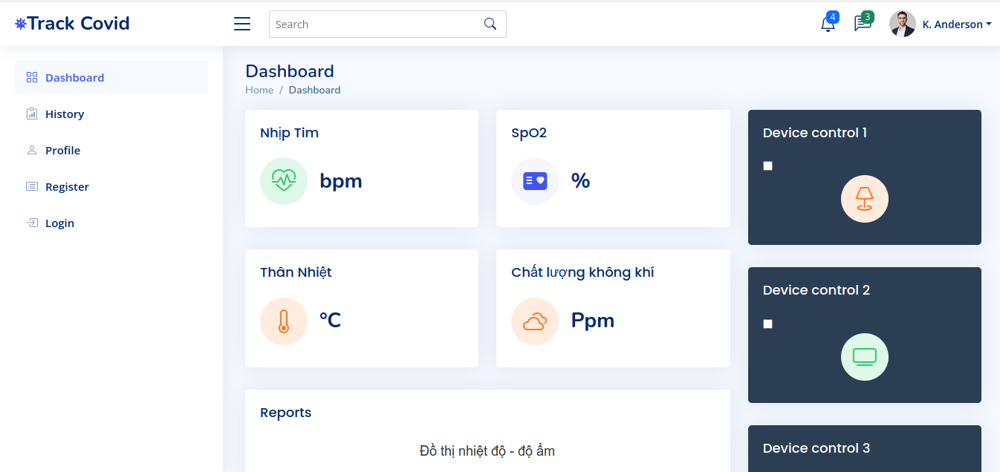 Track Covid
Search
4
3
K. Anderson
Dashboard
History
Profile
Register
Login
Dashboard
Home / Dashboard
Nhịp Tim
bpm
SpO2
%
Thân Nhiệt
°C
Chất lượng không khí
Ppm
Reports
Đồ thị nhiệt độ - độ ẩm
Device control 1
Device control 2
Device control 3